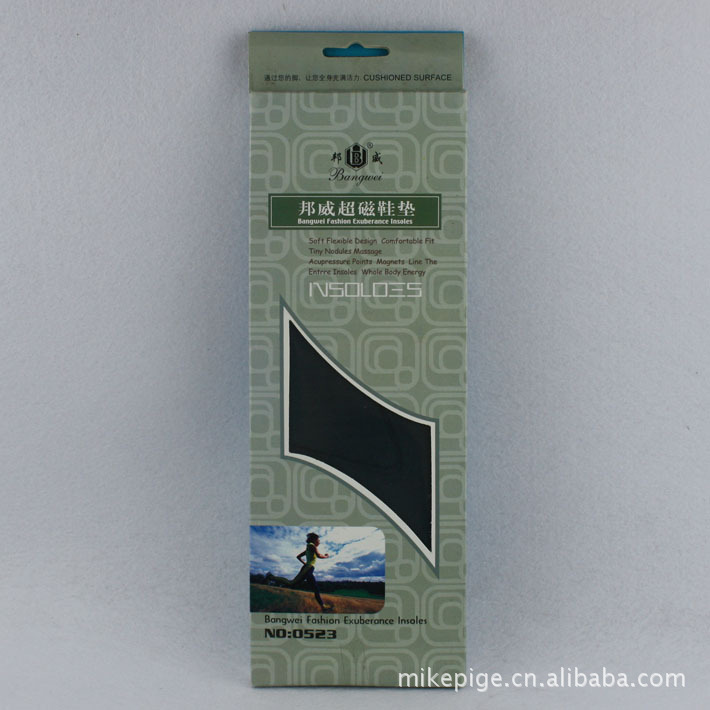 通过您的脚，让您全身充满活力 CUSHIONED SURFACE
邦 B 威 ®
Bangwei
邦威超磁鞋垫
Bangwei Fashion Exuberance Insoles
Soft Flexible Design Comfortable Fit
Tiny Nodules Massage
Acupressure Points Magnets Line The
Entrre Insoles Whole Body Energy
INSOLOES
Bangwei Fashion Exuberance Insoles
NO:0523
mikepige.cn.alibaba.com